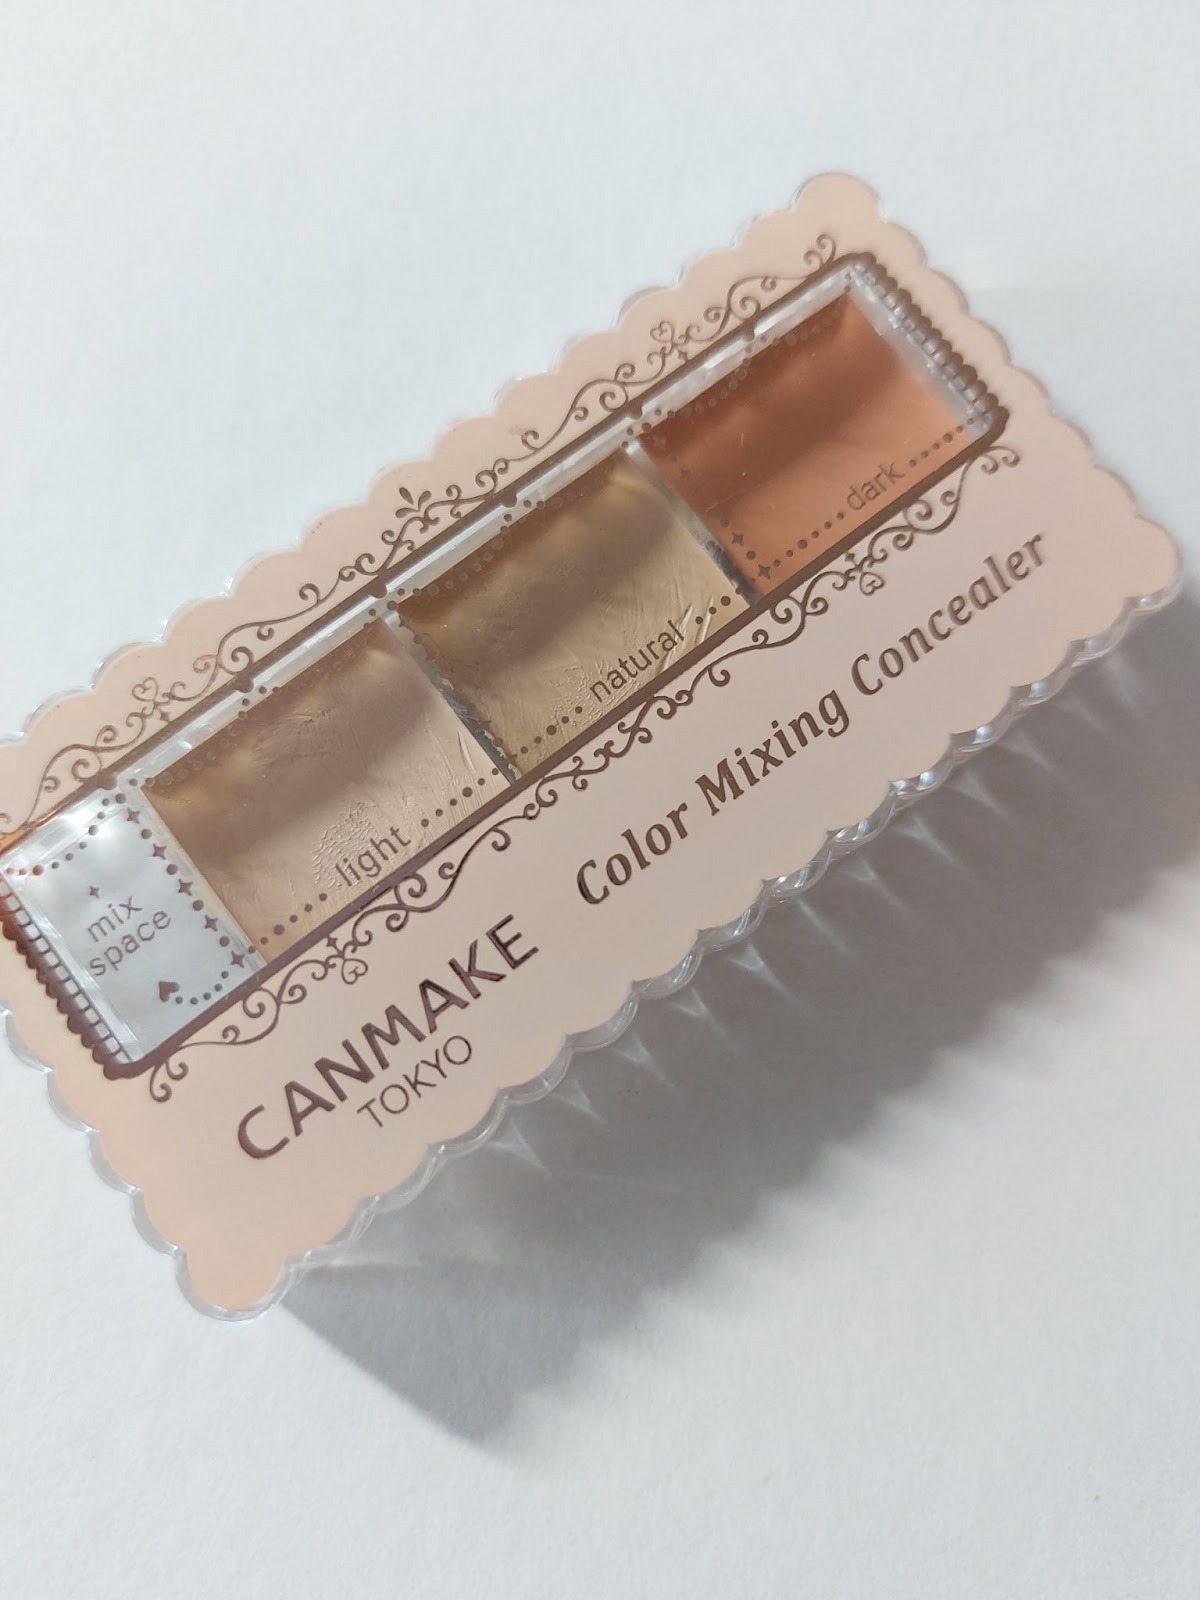 mix
space
light
natural
dark
CANMAKE
TOKYO
Color Mixing Concealer